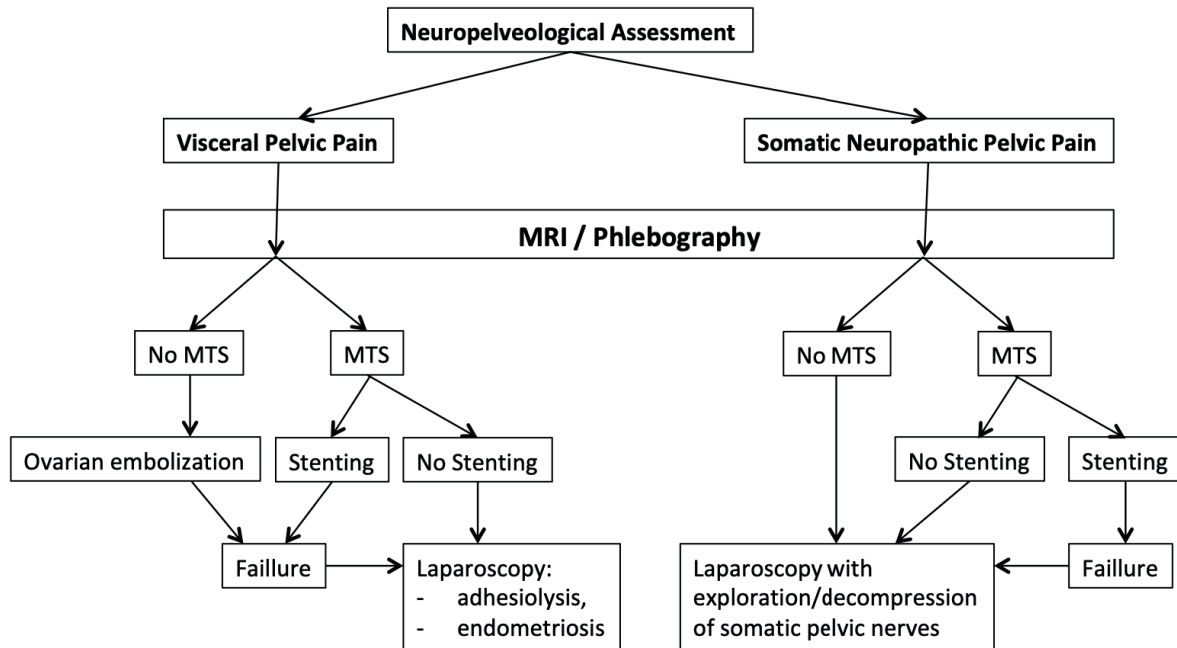 Neuropelveological Assessment
Visceral Pelvic Pain
Somatic Neuropathic Pelvic Pain
MRI / Phlebography
No MTS
MTS
No MTS
MTS
Ovarian embolization
Stenting
No Stenting
No Stenting
Stenting
Faillure
Laparoscopy:
- adhesiolysis,
- endometriosis
Laparoscopy with
exploration/decompression
of somatic pelvic nerves
Failure